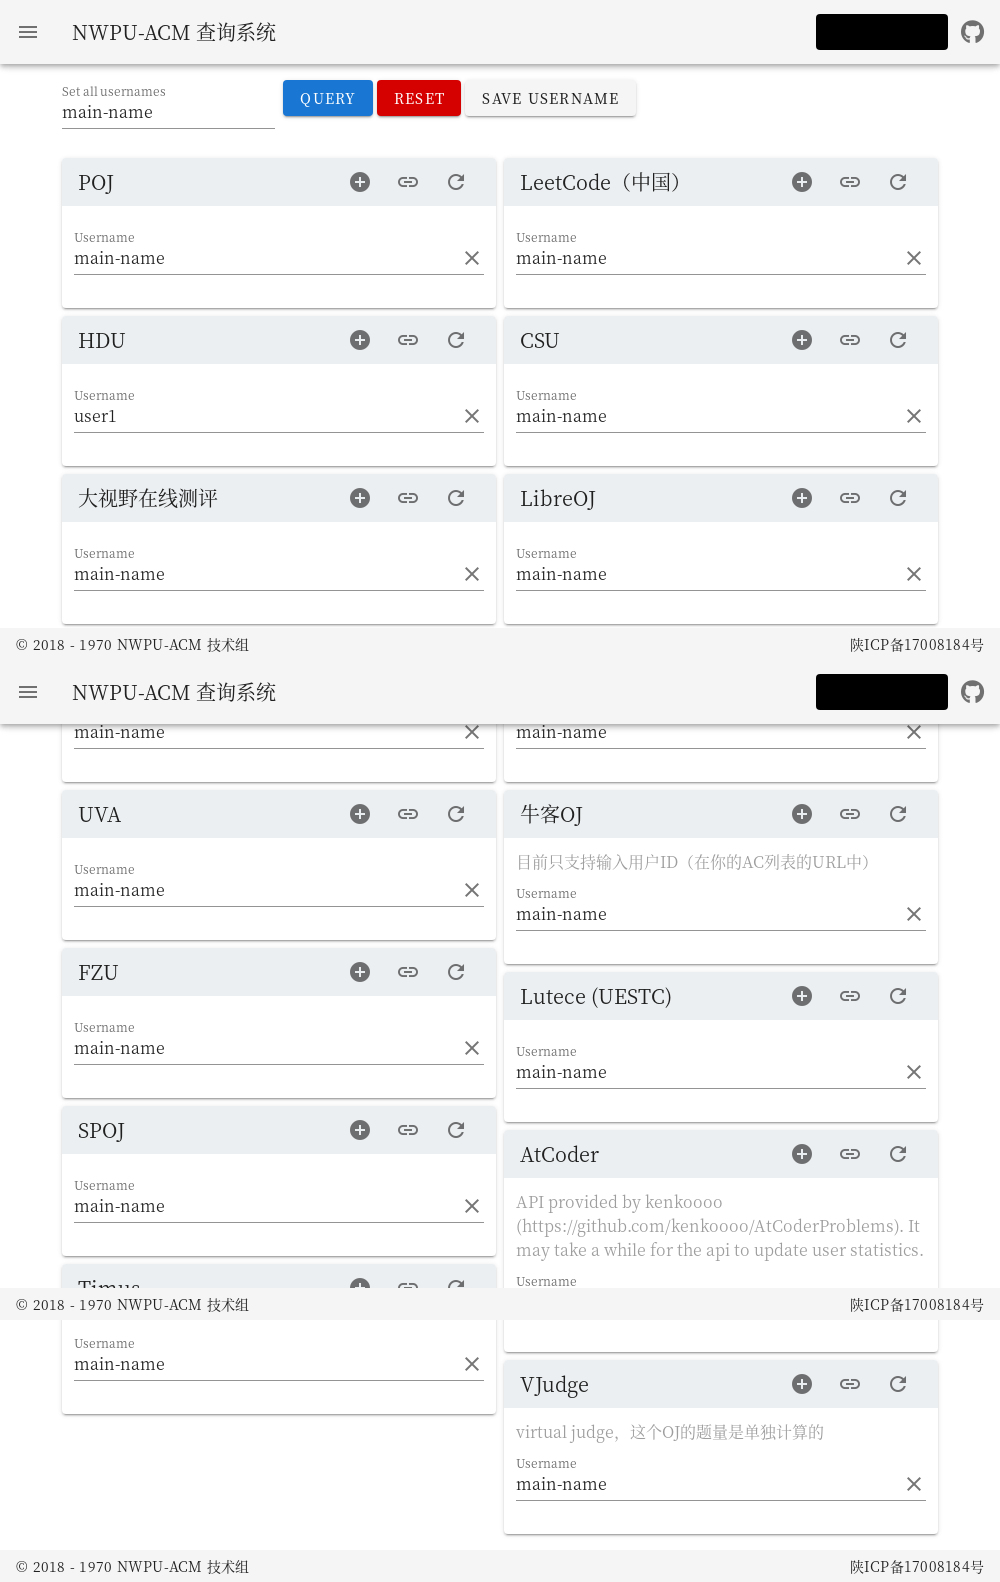 NWPU-ACM 查询系统
Set all usernames
main-name
QUERY
RESET
SAVE USERNAME
POJ
Username
main-name
LeetCode（中国）
Username
main-name
HDU
Username
user1
CSU
Username
main-name
大视野在线测评
Username
main-name
LibreOJ
Username
main-name
© 2018 - 1970 NWPU-ACM 技术组
陕ICP备17008184号
NWPU-ACM 查询系统
main-name
main-name
UVA
Username
main-name
牛客OJ
目前只支持输入用户ID（在你的AC列表的URL中）
Username
main-name
FZU
Username
main-name
Lutece (UESTC)
Username
main-name
SPOJ
Username
main-name
AtCoder
API provided by kenkoooo
(https://github.com/kenkoooo/AtCoderProblems). It
may take a while for the api to update user statistics.
Username
Timus
© 2018 - 1970 NWPU-ACM 技术组
陕ICP备17008184号
Username
main-name
VJudge
virtual judge，这个OJ的题量是单独计算的
Username
main-name
© 2018 - 1970 NWPU-ACM 技术组
陕ICP备17008184号